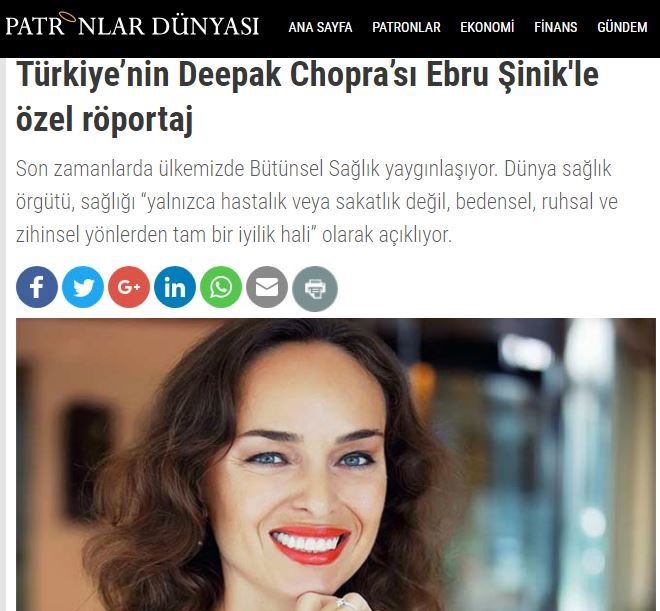 PATRONLAR DÜNYASI
ANA SAYFA PATRONLAR EKONOMİ FİNANS GÜNDEM
Türkiye’nin Deepak Chopra’sı Ebru Şinik'le
özel röportaj
Son zamanlarda ülkemizde Bütünsel Sağlık yaygınlaşıyor. Dünya sağlık
örgütü, sağlığı “yalnızca hastalık veya sakatlık değil, bedensel, ruhsal ve
zihinsel yönlerden tam bir iyilik hali” olarak açıklıyor.
f G+ in